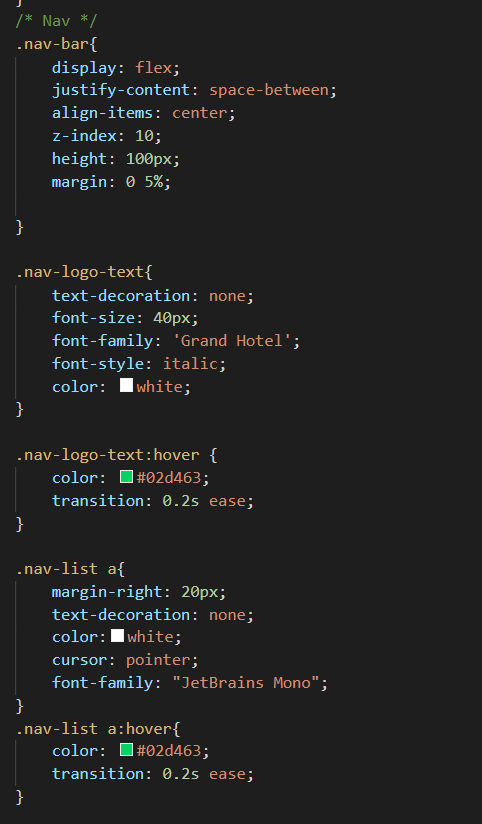 }
/* Nav */
.nav-bar{
    display: flex;
    justify-content: space-between;
    align-items: center;
    z-index: 10;
    height: 100px;
    margin: 0 5%;

}

.nav-logo-text{
    text-decoration: none;
    font-size: 40px;
    font-family: 'Grand Hotel';
    font-style: italic;
    color: white;
}

.nav-logo-text:hover {
    color: #02d463;
    transition: 0.2s ease;
}

.nav-list a{
    margin-right: 20px;
    text-decoration: none;
    color:white;
    cursor: pointer;
    font-family: "JetBrains Mono";
}
.nav-list a:hover{
    color: #02d463;
    transition: 0.2s ease;
}